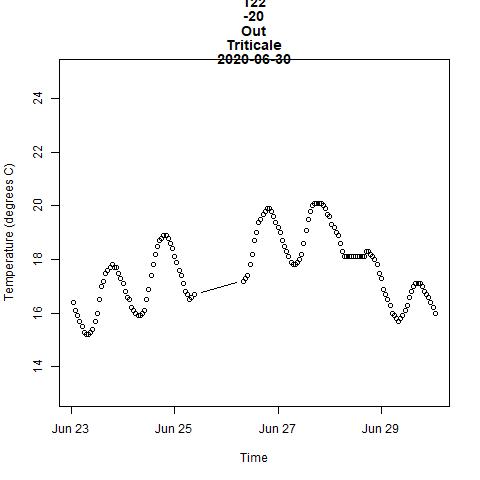 122
-20
Out
Triticale
2020-06-30
Temperature (degrees C)
24
22
20
18
16
14
Jun 23
Jun 25
Jun 27
Jun 29
Time